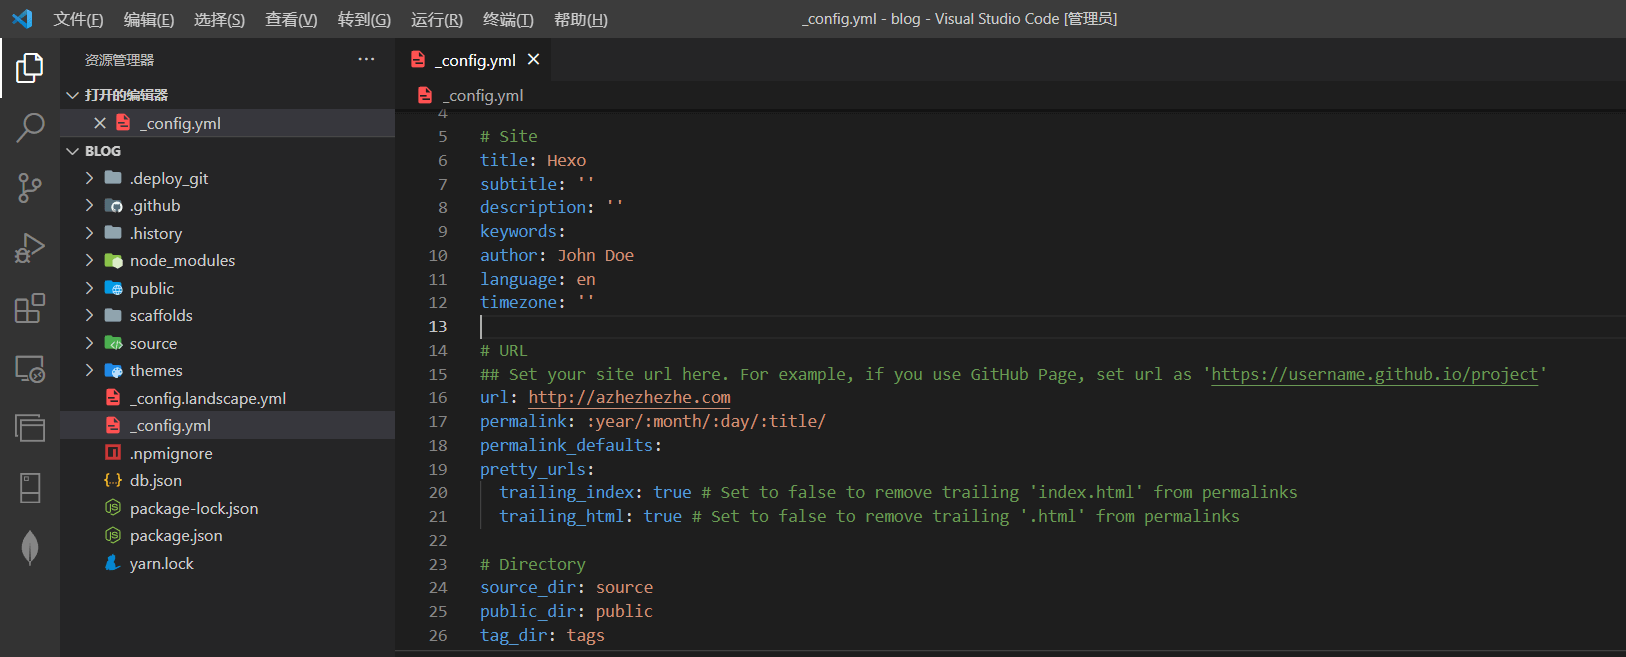 文件(F) 编辑(E) 选择(S) 查看(V) 转到(G) 运行(R) 终端(T) 帮助(H) _config.yml - blog - Visual Studio Code [管理员]
资源管理器 ···
打开的编辑器
_config.yml
BLOG
.deploy_git
.github
.history
node_modules
public
scaffolds
source
themes
_config.landscape.yml
_config.yml
.npmignore
db.json
package-lock.json
package.json
yarn.lock
_config.yml
_config.yml
4
5 # Site
6 title: Hexo
7 subtitle: ''
8 description: ''
9 keywords:
10 author: John Doe
11 language: en
12 timezone: ''
13
14 # URL
15 ## Set your site url here. For example, if you use GitHub Page, set url as 'https://username.github.io/project'
16 url: http://azhezhezhe.com
17 permalink: :year/:month/:day/:title/
18 permalink_defaults:
19 pretty_urls:
20 trailing_index: true # Set to false to remove trailing 'index.html' from permalinks
21 trailing_html: true # Set to false to remove trailing '.html' from permalinks
22
23 # Directory
24 source_dir: source
25 public_dir: public
26 tag_dir: tags